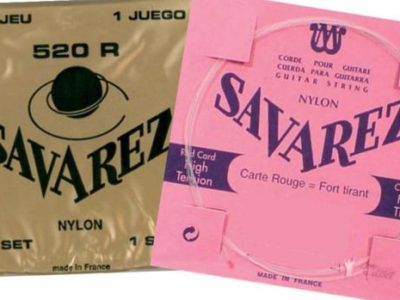 JEU 1 JUEGO
520 R
SAVAREZ
NYLON
SET 1 S
made in France
CORDE POUR GUITARE
CUERDA PARA GUITARRA
GUITAR STRING
NYLON
SAVAREZ
Red Card
High
Tension
Carte Rouge = Fort tirant
made in France